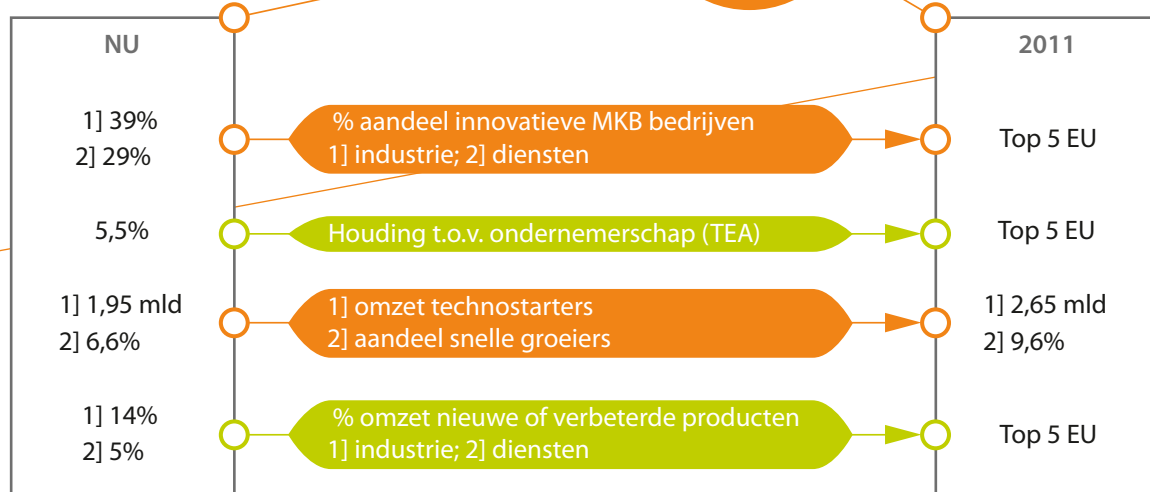 NU
2011
1] 39%
2] 29%
% aandeel innovatieve MKB bedrijven
1] industrie; 2] diensten
Top 5 EU
5,5%
Houding t.o.v. ondernemerschap (TEA)
Top 5 EU
1] 1,95 mld
2] 6,6%
1] omzet technostarters
2] aandeel snelle groeiers
1] 2,65 mld
2] 9,6%
1] 14%
2] 5%
% omzet nieuwe of verbeterde producten
1] industrie; 2] diensten
Top 5 EU